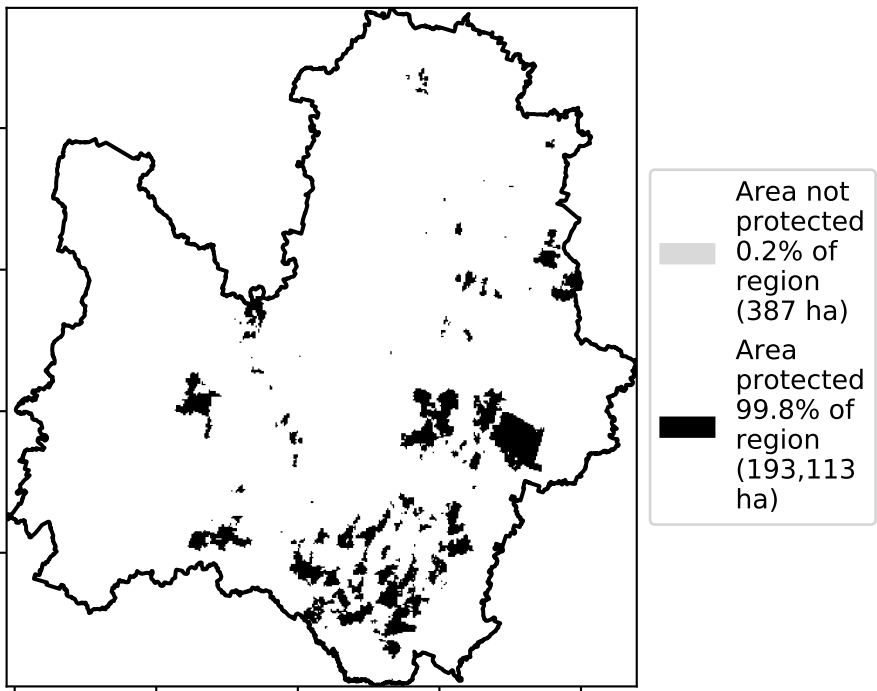 Area not
protected
0.2% of
region
(387 ha)
Area
protected
99.8% of
region
(193,113
ha)